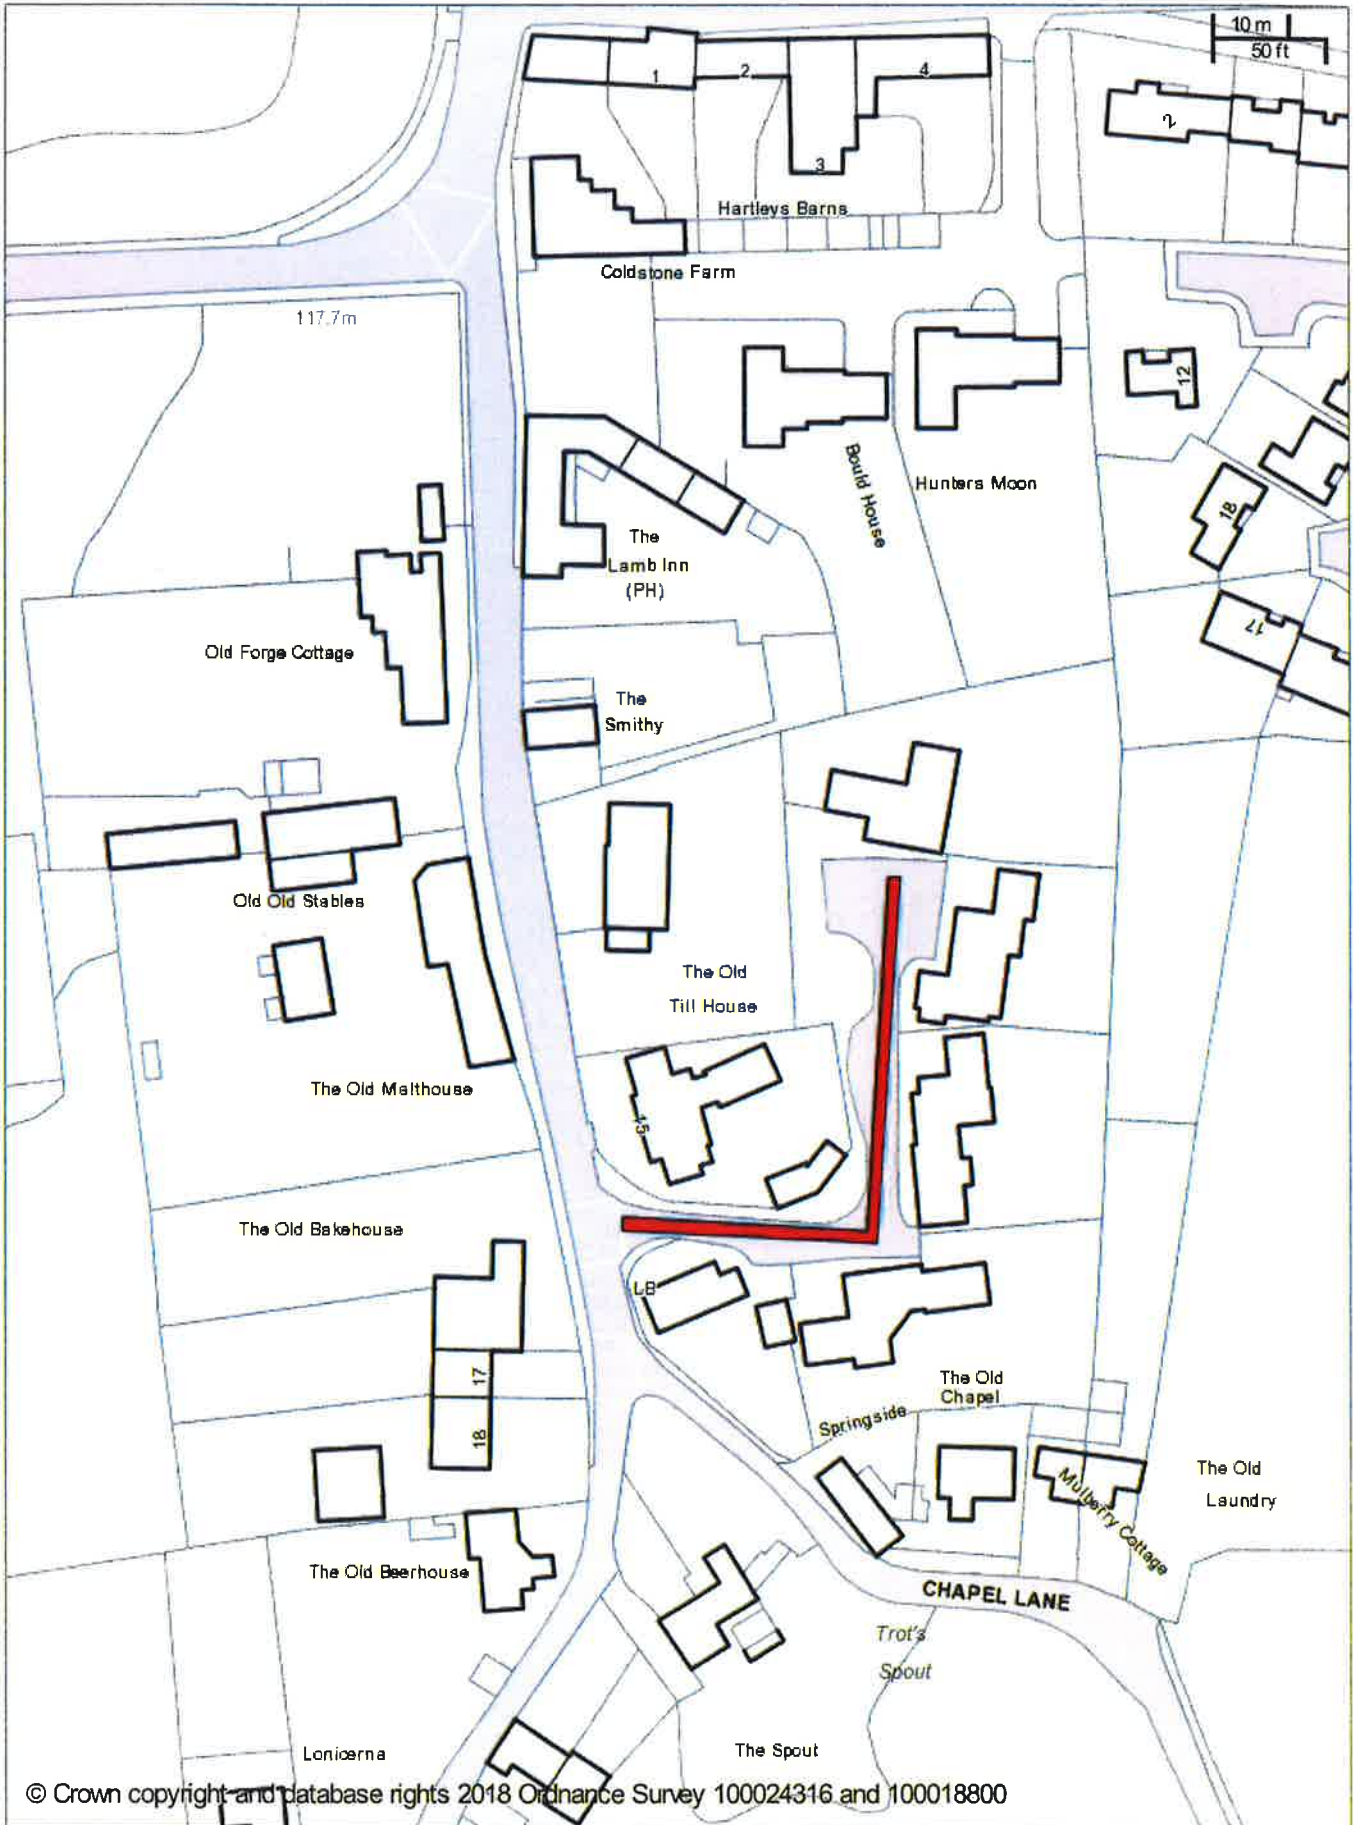 10 m
50 ft
1
2
4
3
2
Hartleys Barns
Coldstone Farm
117.7m
12
Bould House
Hunters Moon
18
The
Lamb Inn
(PH)
17
Old Forge Cottage
The
Smithy
Old Old Stables
The Old
Till House
The Old Malthouse
15
The Old Bakehouse
LB
17
The Old
Chapel
Springside
18
Mulberry Cottage
The Old
Laundry
The Old Beerhouse
CHAPEL LANE
Trot's
Spout
Lonicerna
The Spout
© Crown copyright and database rights 2018 Ordnance Survey 100024316 and 100018800